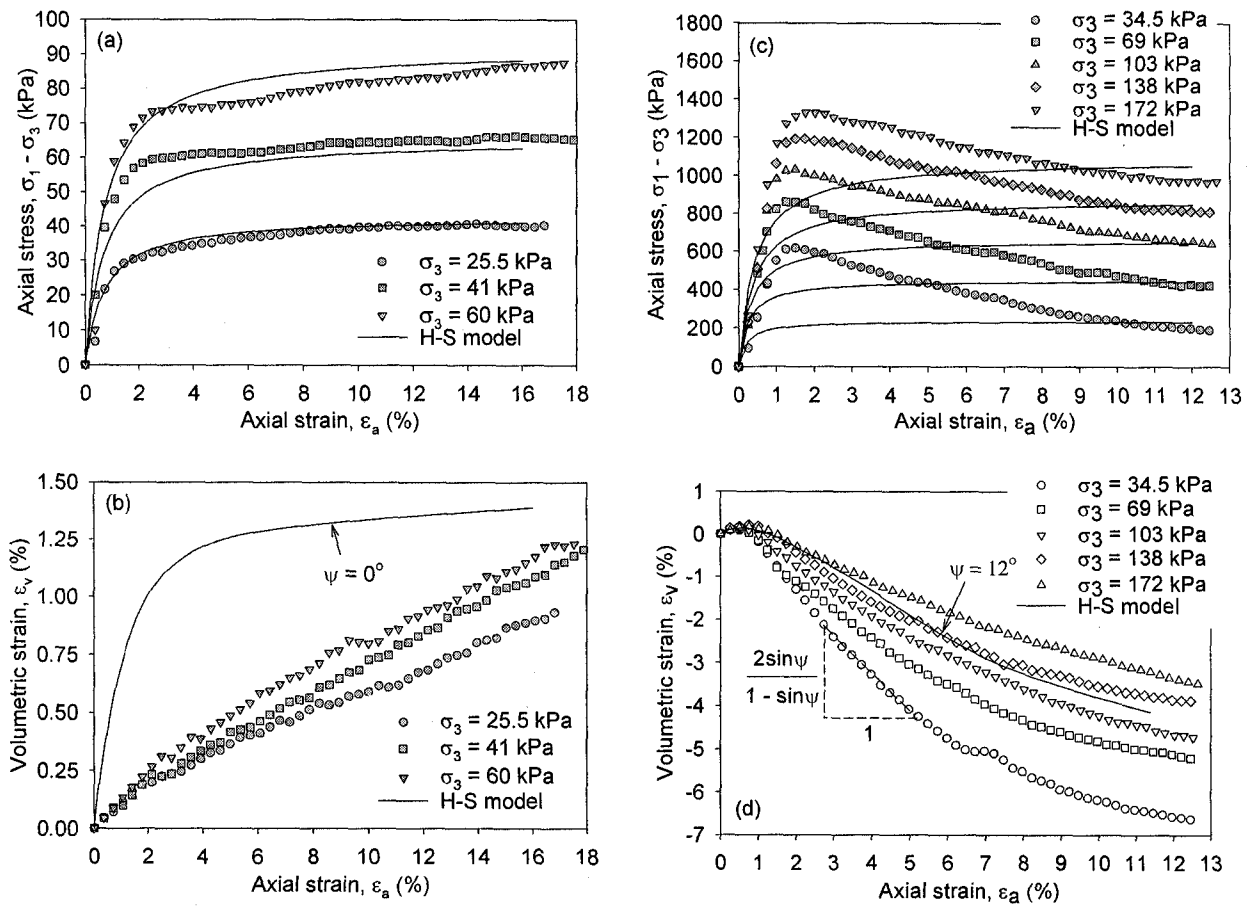 (a)
Axial stress, σ1 - σ3 (kPa)
100
90
80
70
60
50
40
30
20
10
0
σ3 = 25.5 kPa
σ3 = 41 kPa
σ3 = 60 kPa
H-S model
0 2 4 6 8 10 12 14 16 18
Axial strain, εa (%)
(c)
Axial stress, σ1 - σ3 (kPa)
1800
1600
1400
1200
1000
800
600
400
200
0
σ3 = 34.5 kPa
σ3 = 69 kPa
σ3 = 103 kPa
σ3 = 138 kPa
σ3 = 172 kPa
H-S model
0 1 2 3 4 5 6 7 8 9 10 11 12 13
Axial strain, εa (%)
(b)
Volumetric strain, εv (%)
1.50
1.25
1.00
0.75
0.50
0.25
0.00
ψ = 0°
σ3 = 25.5 kPa
σ3 = 41 kPa
σ3 = 60 kPa
H-S model
0 2 4 6 8 10 12 14 16 18
Axial strain, εa (%)
Volumetric strain, εv (%)
1
0
-1
-2
-3
-4
-5
-6
-7
σ3 = 34.5 kPa
σ3 = 69 kPa
σ3 = 103 kPa
σ3 = 138 kPa
σ3 = 172 kPa
H-S model
ψ = 12°
2sinψ
1 - sinψ
1
(d)
0 1 2 3 4 5 6 7 8 9 10 11 12 13
Axial strain, εa (%)